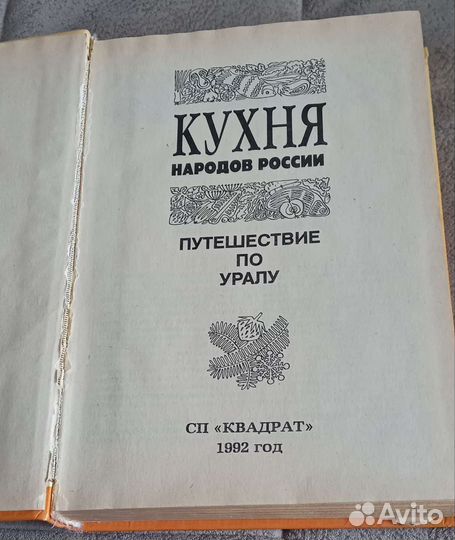 КУХНЯ
НАРОДОВ РОССИИ
ПУТЕШЕСТВИЕ
ПО
УРАЛУ
СП «КВАДРАТ»
1992 год
Avito